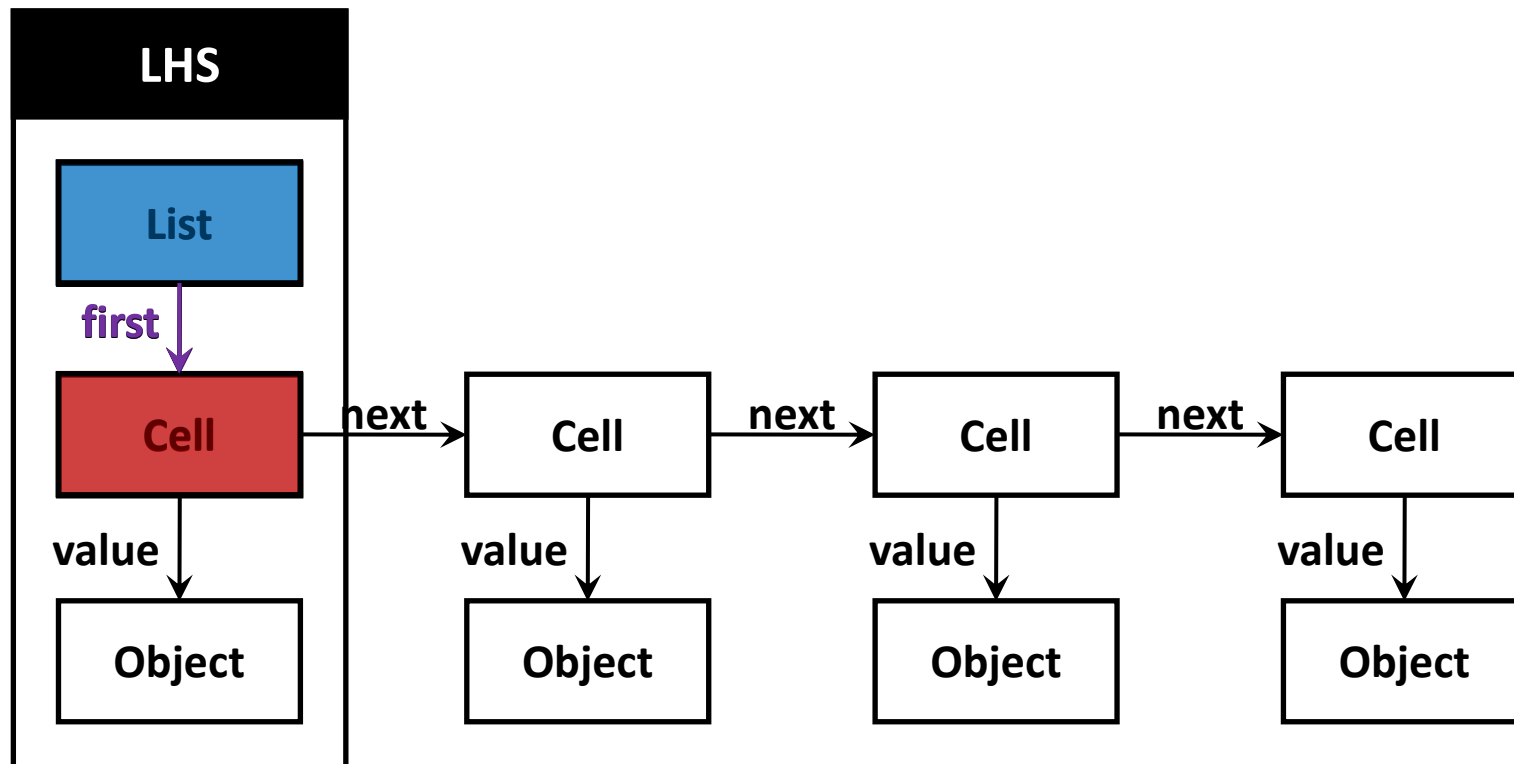 LHS
List
first
Cell next Cell next Cell next Cell
value value value value
Object Object Object Object